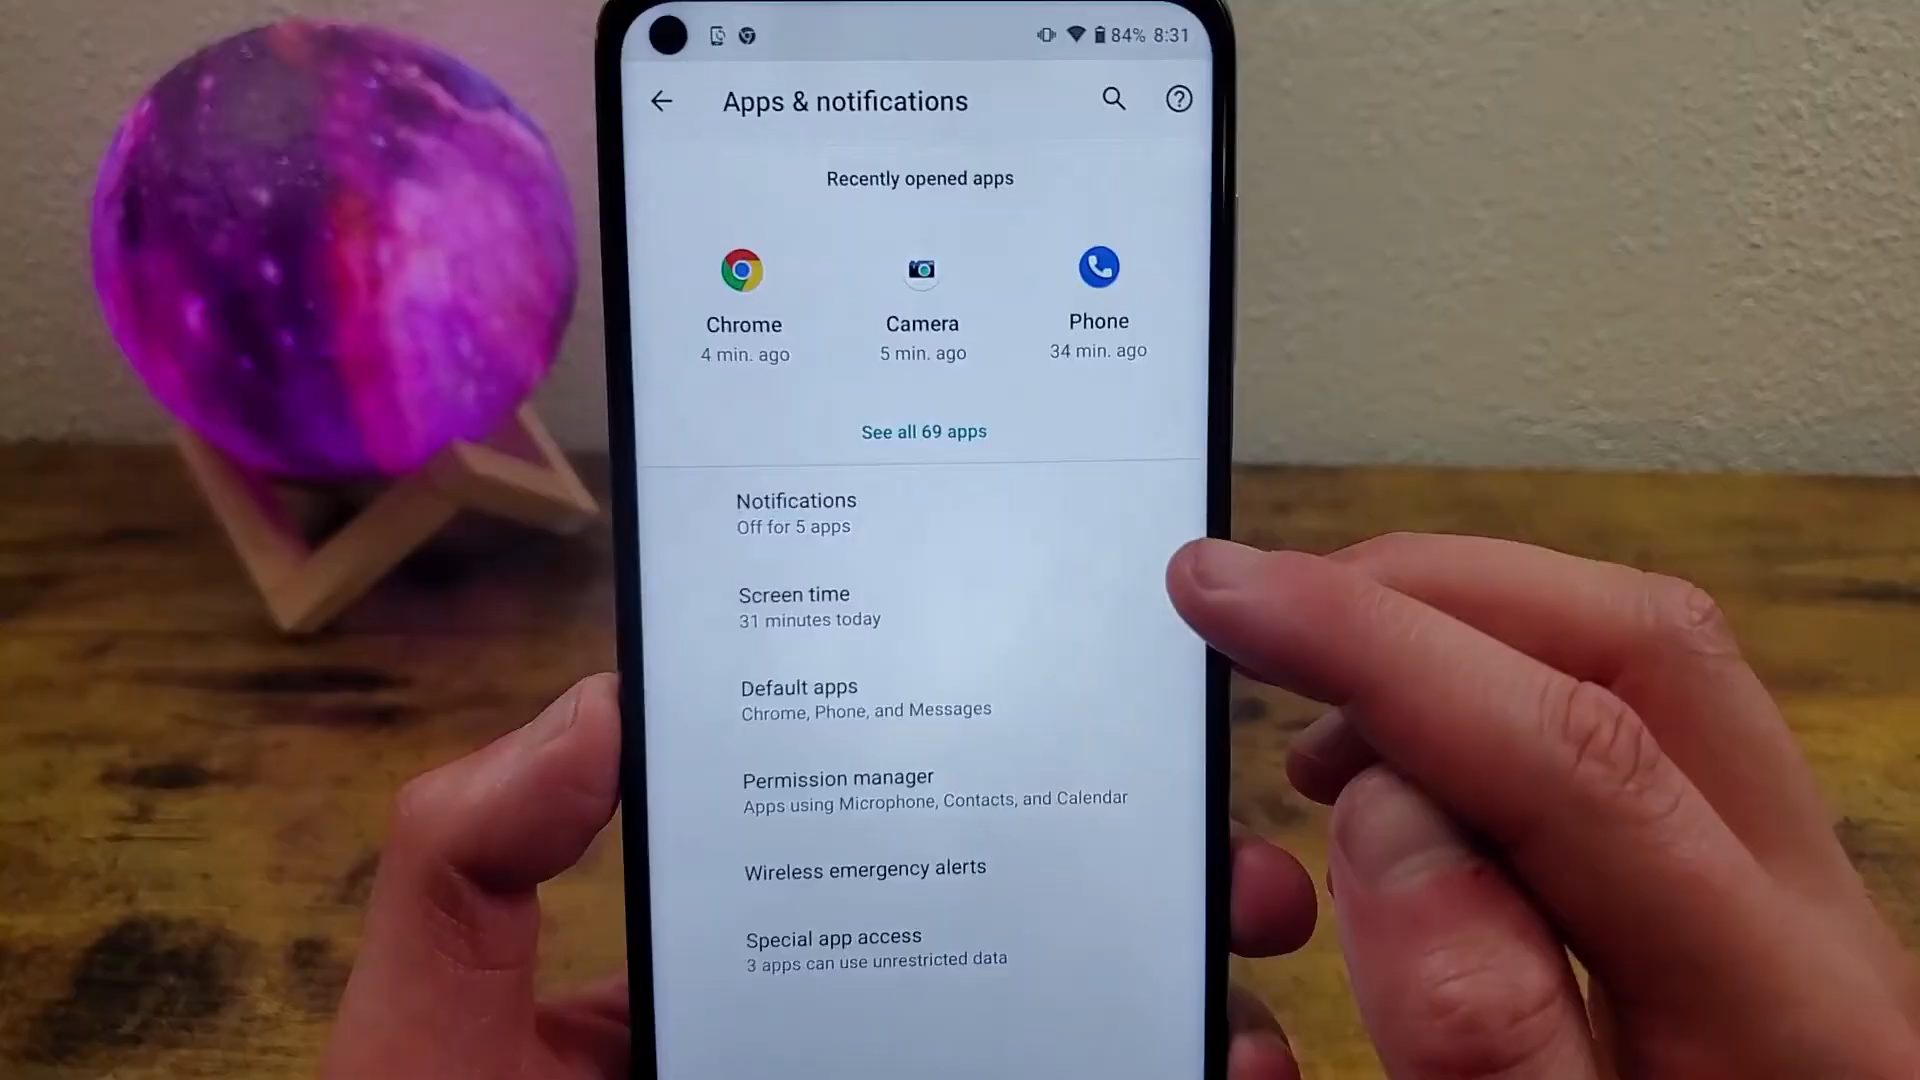 84% 8:31
Apps & notifications
Recently opened apps
Chrome
4 min. ago
Camera
5 min. ago
Phone
34 min. ago
See all 69 apps
Notifications
Off for 5 apps
Screen time
31 minutes today
Default apps
Chrome, Phone, and Messages
Permission manager
Apps using Microphone, Contacts, and Calendar
Wireless emergency alerts
Special app access
3 apps can use unrestricted data